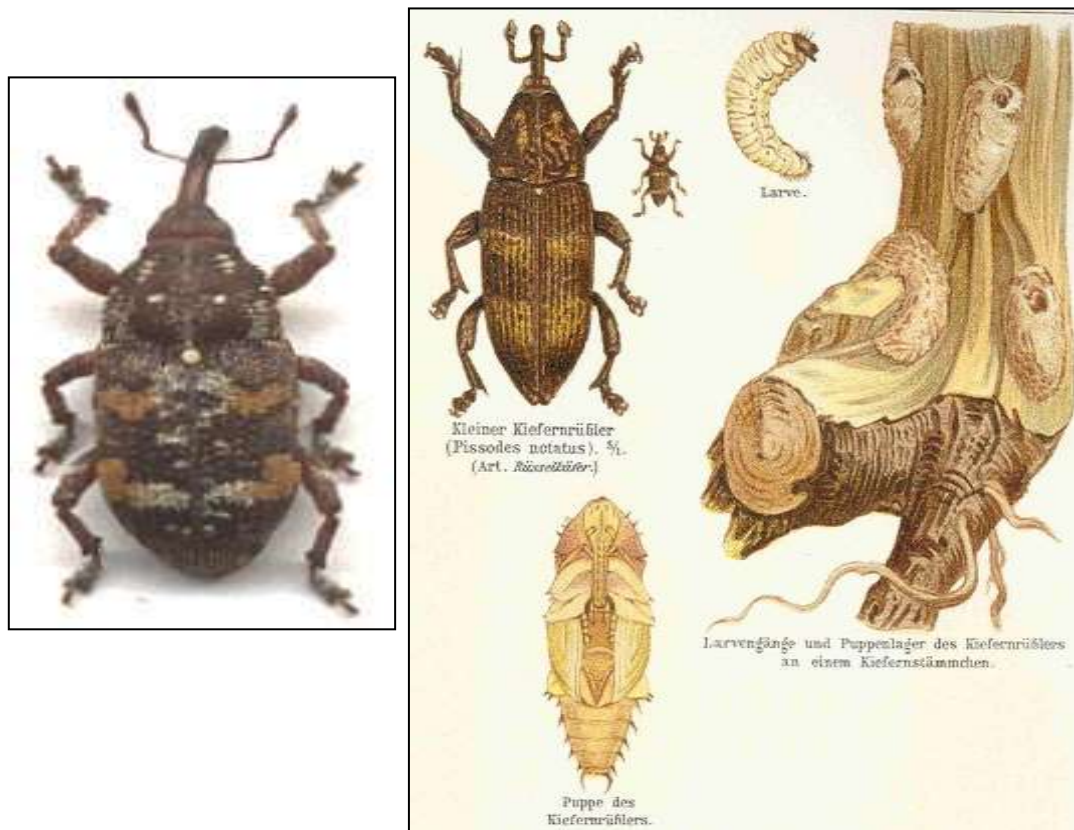 Larve.
Kleiner Kiefernrüßler
(Pissodes notatus). ⁵/₁.
(Art. Rüsselkäfer.)
Larvengänge und Puppenlager des Kiefernrüßlers
an einem Kiefernstämmchen.
Puppe des
Kiefernrüßlers.